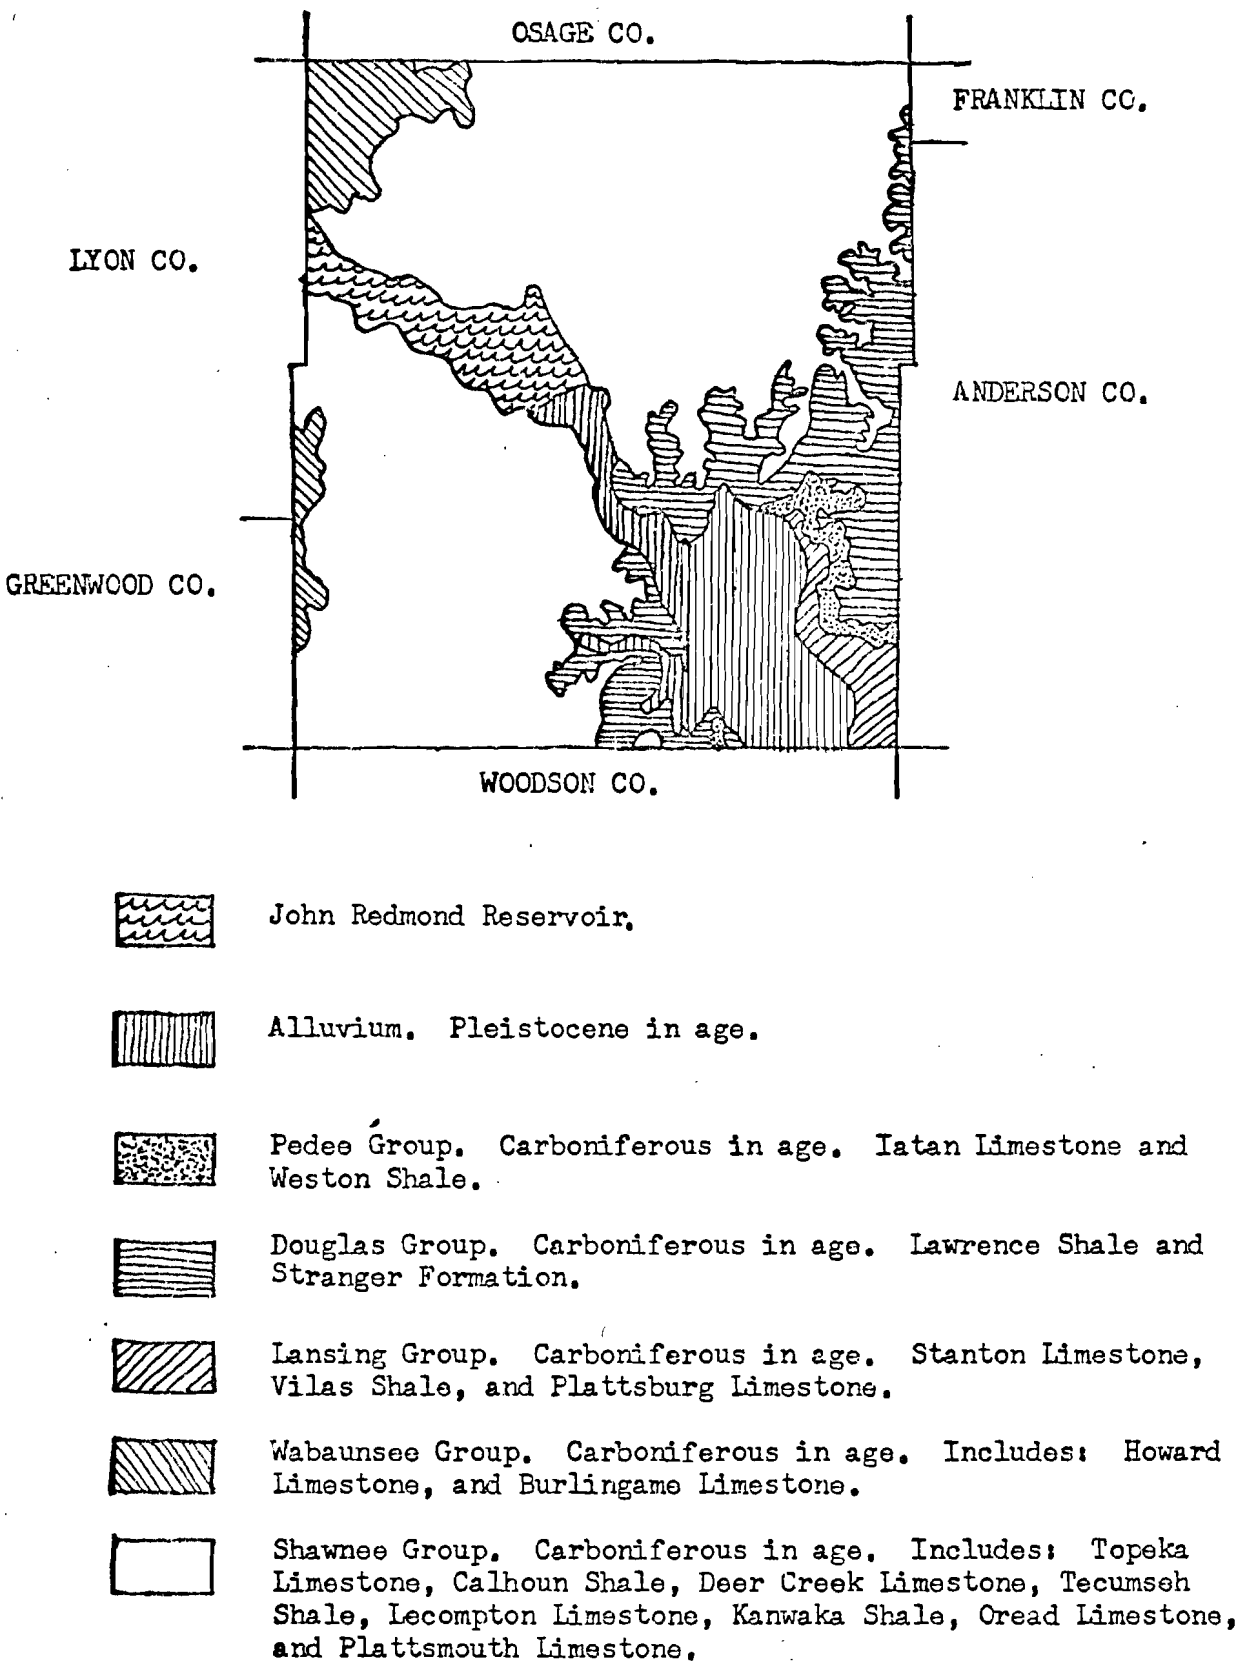 OSAGE CO.
FRANKLIN CO.
LYON CO.
ANDERSON CO.
GREENWOOD CO.
WOODSON CO.
John Redmond Reservoir.
Alluvium. Pleistocene in age.
Pedee Group. Carboniferous in age. Iatan Limestone and
Weston Shale.
Douglas Group. Carboniferous in age. Lawrence Shale and
Stranger Formation.
Lansing Group. Carboniferous in age. Stanton Limestone,
Vilas Shale, and Plattsburg Limestone.
Wabaunsee Group. Carboniferous in age. Includes: Howard
Limestone, and Burlingame Limestone.
Shawnee Group. Carboniferous in age. Includes: Topeka
Limestone, Calhoun Shale, Deer Creek Limestone, Tecumseh
Shale, Lecompton Limestone, Kanwaka Shale, Oread Limestone,
and Plattsmouth Limestone.